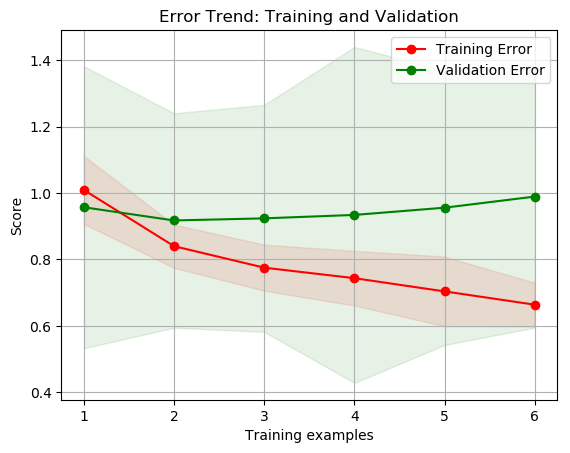 Error Trend: Training and Validation
Training Error
Validation Error
Score
1.4
1.2
1.0
0.8
0.6
0.4
1 2 3 4 5 6
Training examples